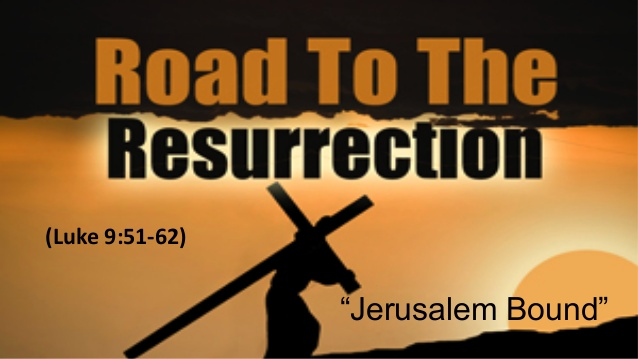 Road To The
Resurrection
(Luke 9:51-62)
“Jerusalem Bound”